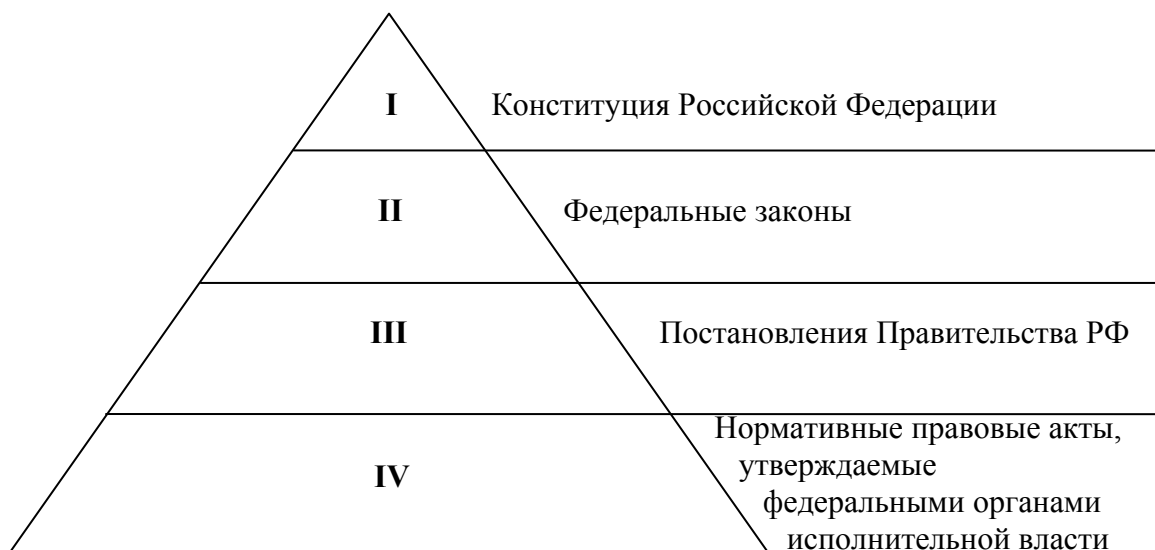 I Конституция Российской Федерации
II Федеральные законы
III Постановления Правительства РФ
Нормативные правовые акты,
утверждаемые
IV
федеральными органами
исполнительной власти